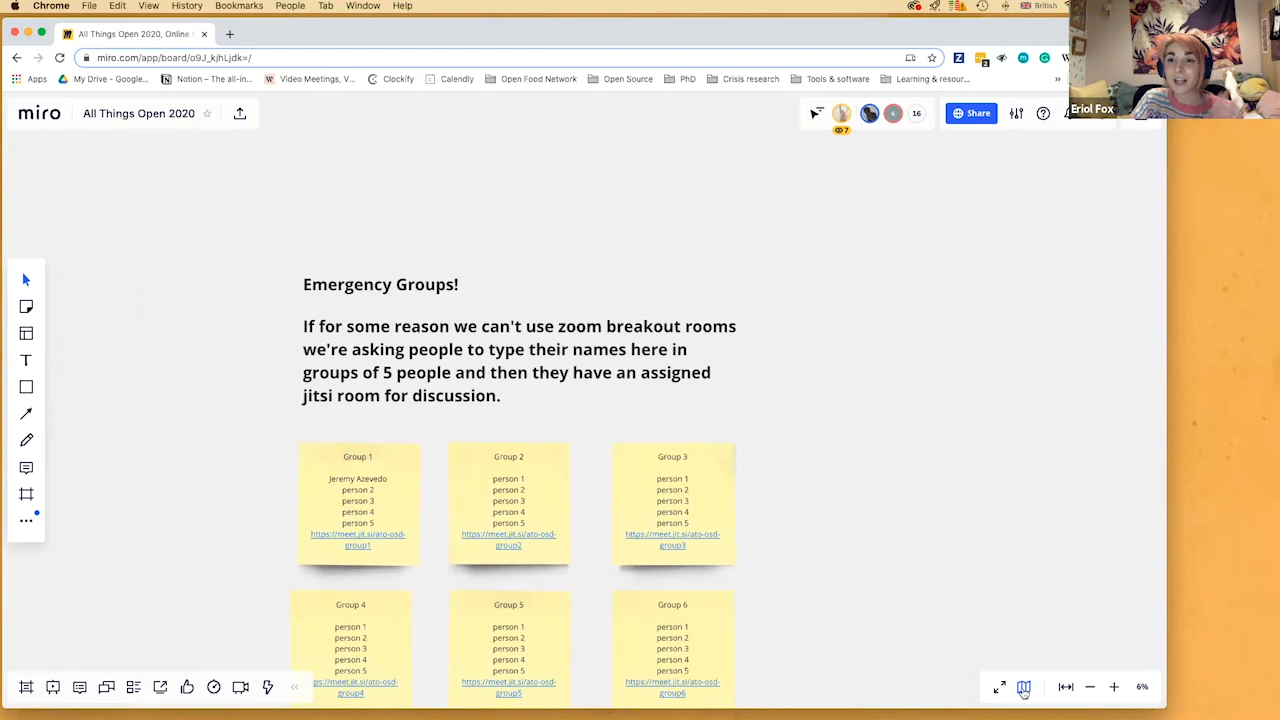 Chrome File Edit View History Bookmarks People Tab Window Help British
All Things Open 2020, Online
miro.com/app/board/o9J_kjhLjdk=/
Apps My Drive - Google... Notion – The all-in... Video Meetings, V... Clockify Calendly Open Food Network Open Source PhD Crisis research Tools & software Learning & resour... »
Eriol Fox
miro All Things Open 2020 16 Share
7
Emergency Groups!
If for some reason we can't use zoom breakout rooms
we're asking people to type their names here in
groups of 5 people and then they have an assigned
jitsi room for discussion.
Group 1
Jeremy Azevedo
person 2
person 3
person 4
person 5
https://meet.jit.si/ato-osd-
group1
Group 2
person 1
person 2
person 3
person 4
person 5
https://meet.jit.si/ato-osd-
group2
Group 3
person 1
person 2
person 3
person 4
person 5
https://meet.jit.si/ato-osd-
group3
Group 4
person 1
person 2
person 3
person 4
person 5
https://meet.jit.si/ato-osd-
group4
Group 5
person 1
person 2
person 3
person 4
person 5
https://meet.jit.si/ato-osd-
group5
Group 6
person 1
person 2
person 3
person 4
person 5
https://meet.jit.si/ato-osd-
group6
6%